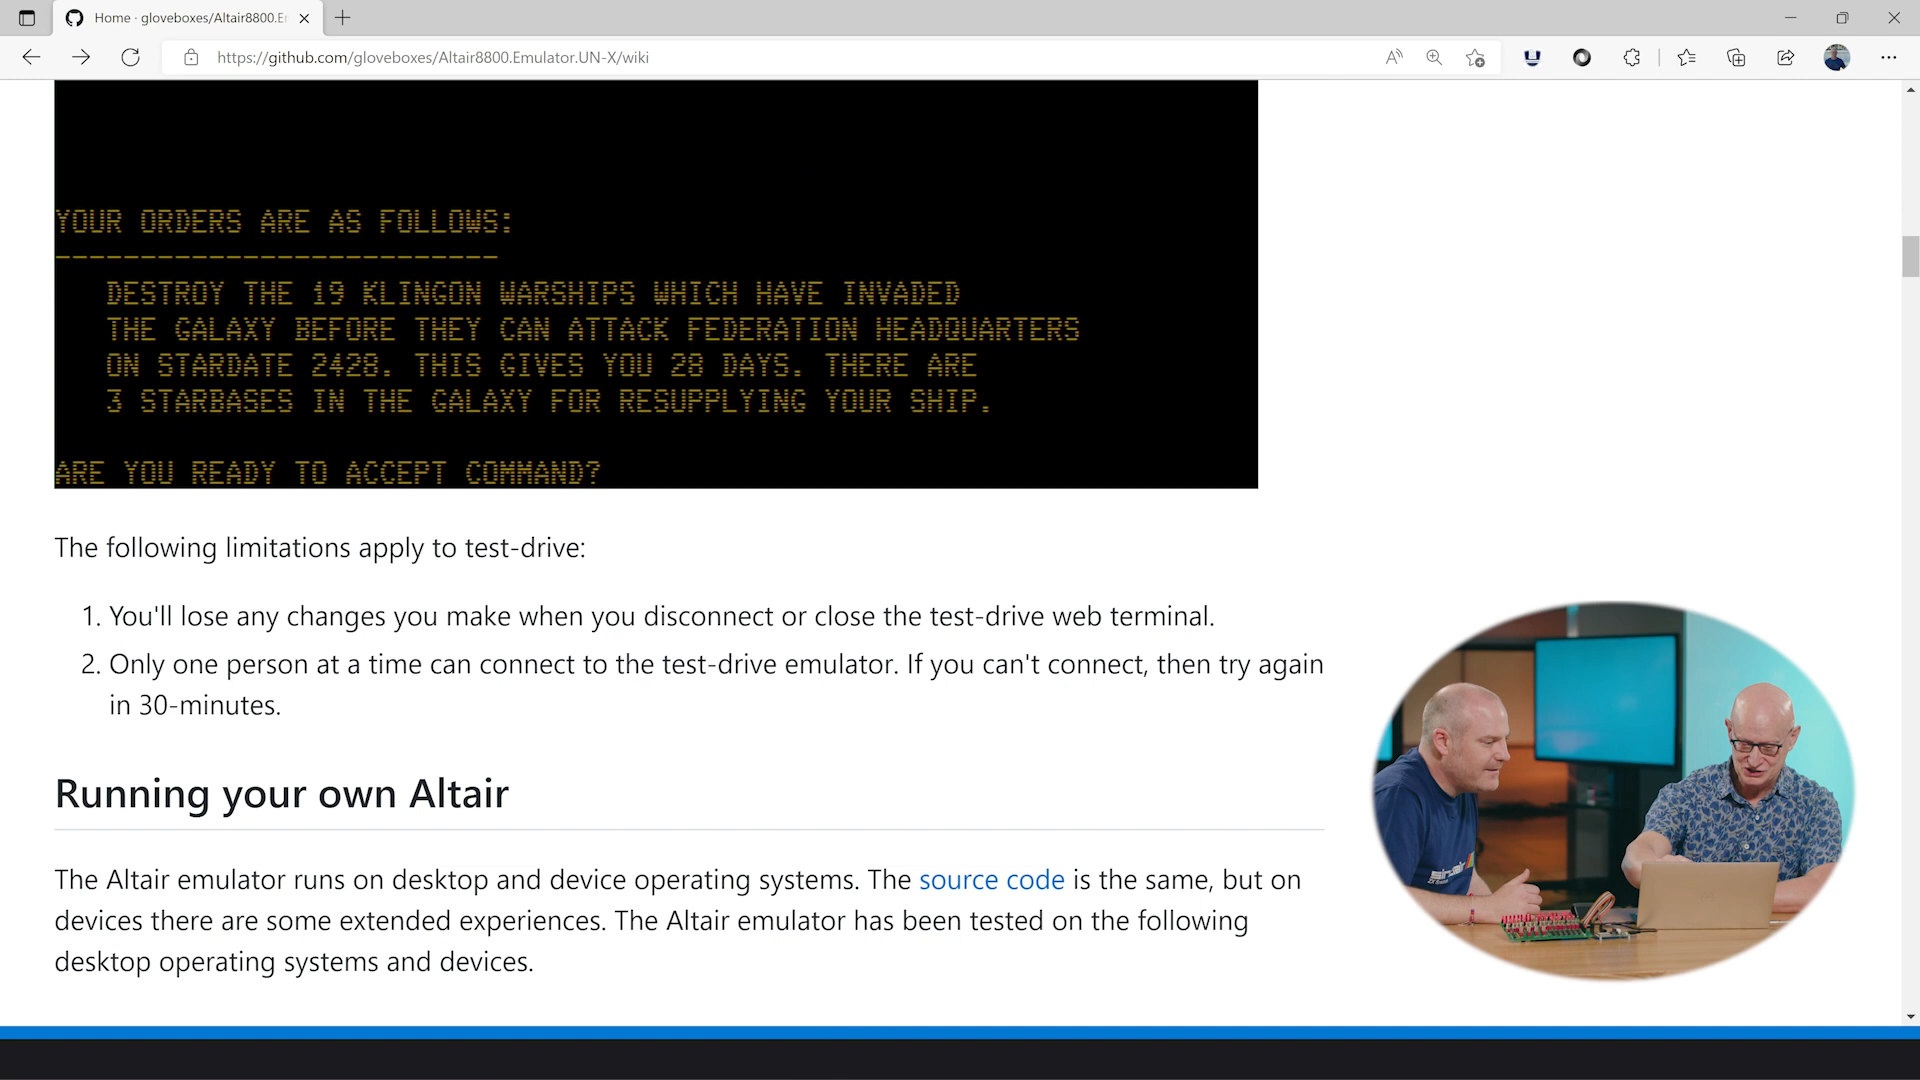 Home · gloveboxes/Altair8800.Er
https://github.com/gloveboxes/Altair8800.Emulator.UN-X/wiki
YOUR ORDERS ARE AS FOLLOWS:
--------------------------
DESTROY THE 19 KLINGON WARSHIPS WHICH HAVE INVADED
THE GALAXY BEFORE THEY CAN ATTACK FEDERATION HEADQUARTERS
ON STARDATE 2428. THIS GIVES YOU 28 DAYS. THERE ARE
3 STARBASES IN THE GALAXY FOR RESUPPLYING YOUR SHIP.
ARE YOU READY TO ACCEPT COMMAND?
The following limitations apply to test-drive:
1. You'll lose any changes you make when you disconnect or close the test-drive web terminal.
2. Only one person at a time can connect to the test-drive emulator. If you can't connect, then try again
in 30-minutes.
Running your own Altair
The Altair emulator runs on desktop and device operating systems. The source code is the same, but on
devices there are some extended experiences. The Altair emulator has been tested on the following
desktop operating systems and devices.
sinclair